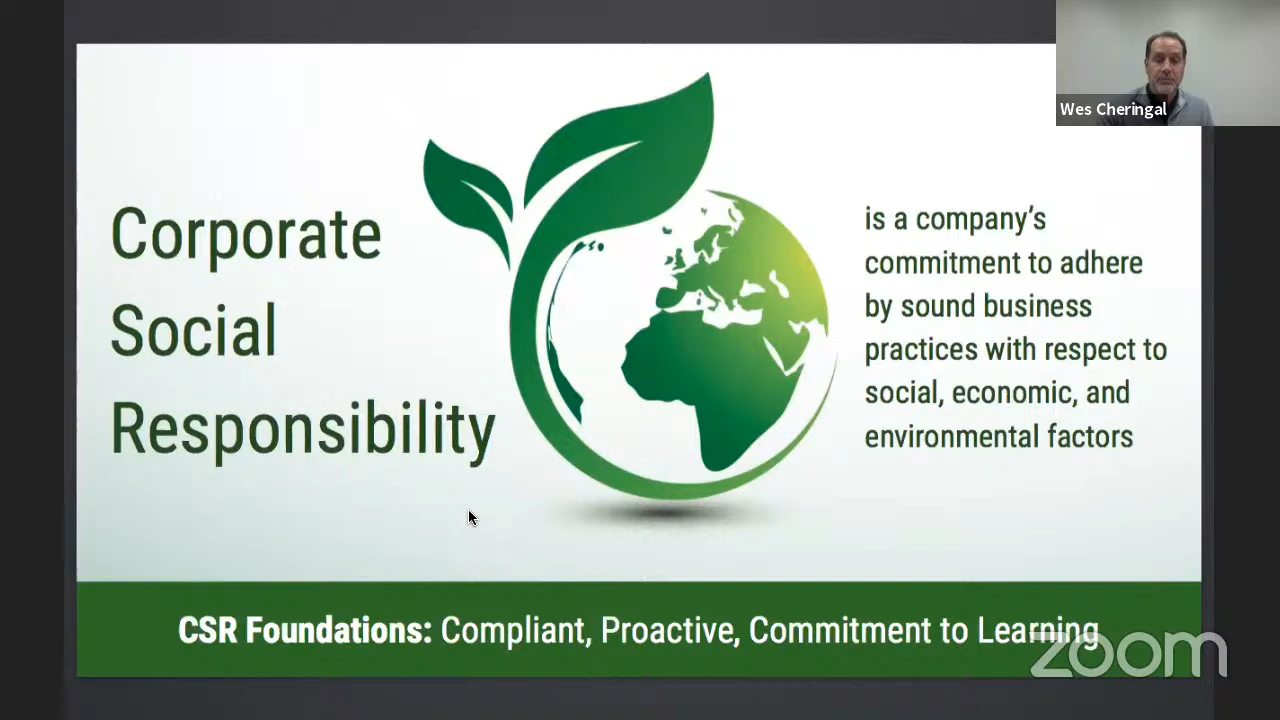 Wes Cheringal
Corporate
Social
Responsibility
is a company’s
commitment to adhere
by sound business
practices with respect to
social, economic, and
environmental factors
CSR Foundations: Compliant, Proactive, Commitment to Learning
zoom